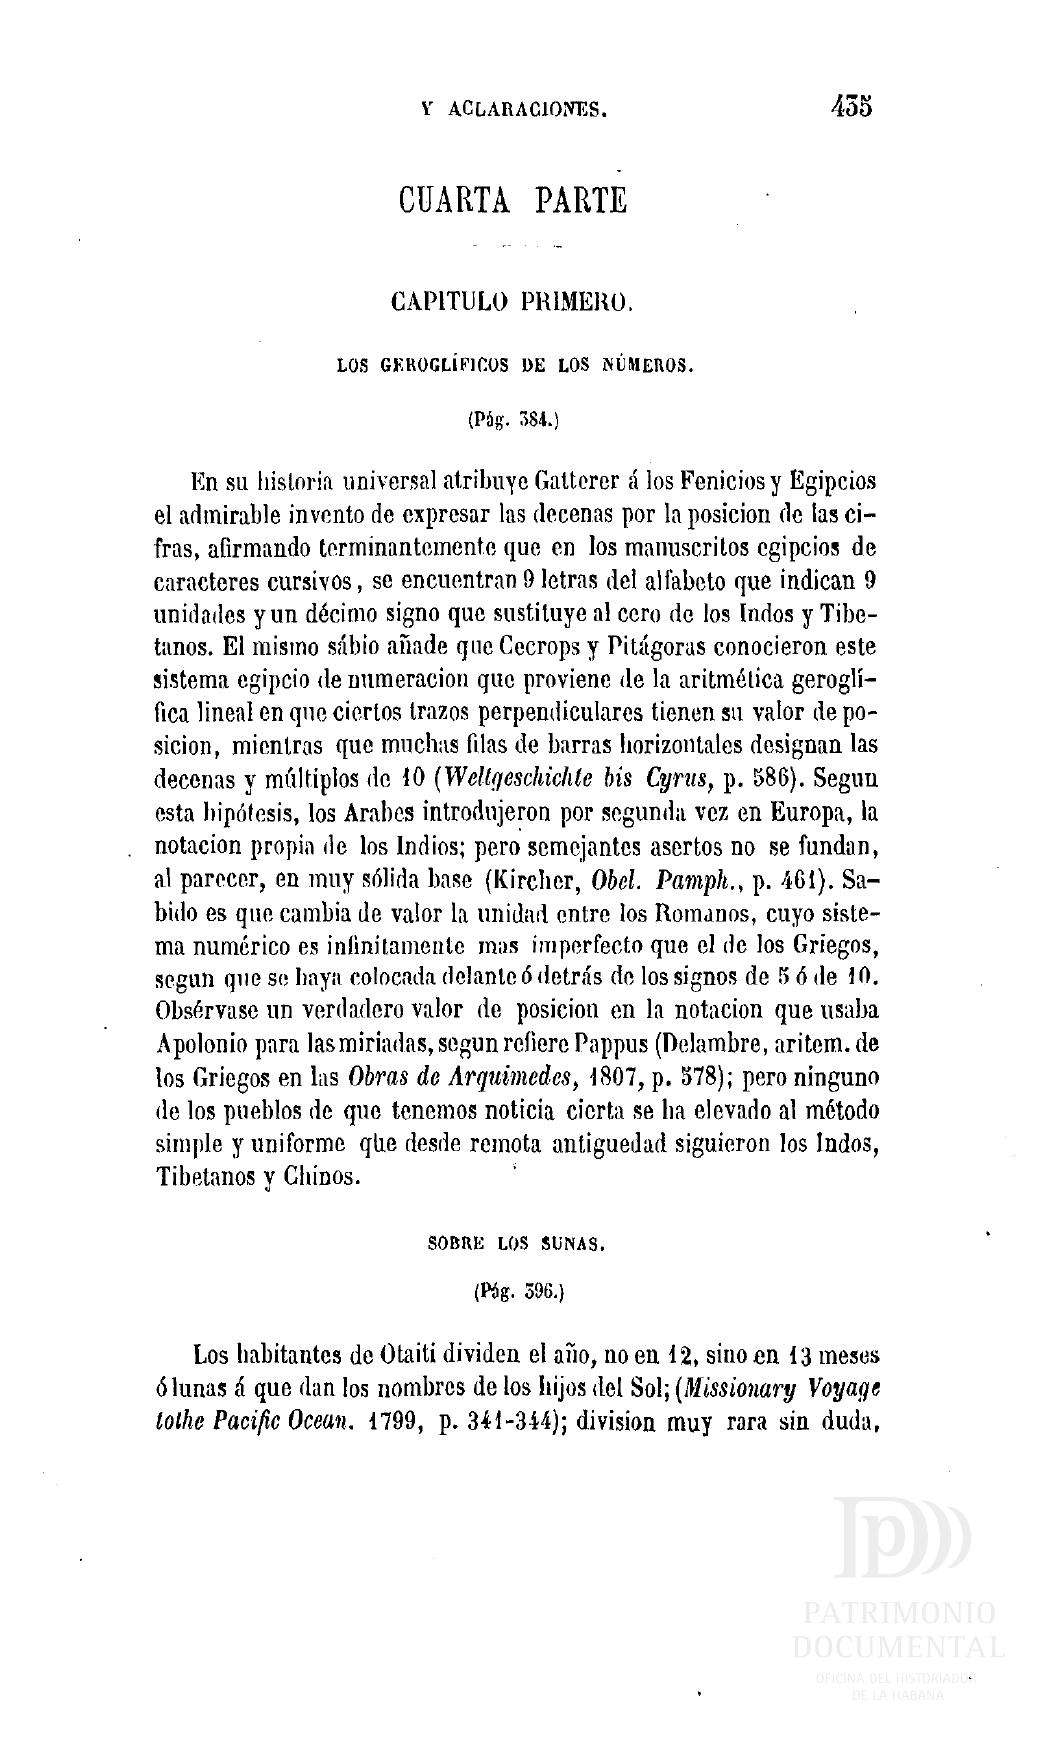 Y ACLARACIONES. 435
CUARTA PARTE
CAPITULO PRIMERO.
LOS GEROGLÍFICOS DE LOS NÚMEROS.
(Pág. 384.)
En su historia universal atribuye Gatterer á los Fenicios y Egipcios
el admirable invento de expresar las decenas por la posicion de las ci-
fras, afirmando terminantemente que en los manuscritos egipcios de
caracteres cursivos, se encuentran 9 letras del alfabeto que indican 9
unidades y un décimo signo que sustituye al cero de los Indos y Tibe-
tanos. El mismo sábio añade que Cecrops y Pitágoras conocieron este
sistema egipcio de numeracion que proviene de la aritmética geroglí-
fica lineal en que ciertos trazos perpendiculares tienen su valor de po-
sicion, mientras que muchas filas de barras horizontales designan las
decenas y múltiplos de 10 (Weltgeschichte bis Cyrus, p. 586). Segun
esta hipótesis, los Arabes introdujeron por segunda vez en Europa, la
notacion propia de los Indios; pero semejantes asertos no se fundan,
al parecer, en muy sólida base (Kircher, Obel. Pamph., p. 461). Sa-
bido es que cambia de valor la unidad entre los Romanos, cuyo siste-
ma numérico es infinitamente mas imperfecto que el de los Griegos,
segun que se haya colocada delante ó detrás de los signos de 5 ó de 10.
Obsérvase un verdadero valor de posicion en la notacion que usaba
Apolonio para las miriadas, segun refiere Pappus (Delambre, aritem. de
los Griegos en las Obras de Arquimedes, 1807, p. 578); pero ninguno
de los pueblos de que tenemos noticia cierta se ha elevado al método
simple y uniforme que desde remota antiguedad siguieron los Indos,
Tibetanos y Chinos.
SOBRE LOS SUNAS.
(Pág. 396.)
Los habitantes de Otaiti dividen el año, no en 12, sino en 13 meses
ó lunas á que dan los nombres de los hijos del Sol; (Missionary Voyage
tothe Pacific Ocean. 1799, p. 341-344); division muy rara sin duda,
PATRIMONIO
DOCUMENTAL
OFICINA DEL HISTORIADOR
DE LA HABANA